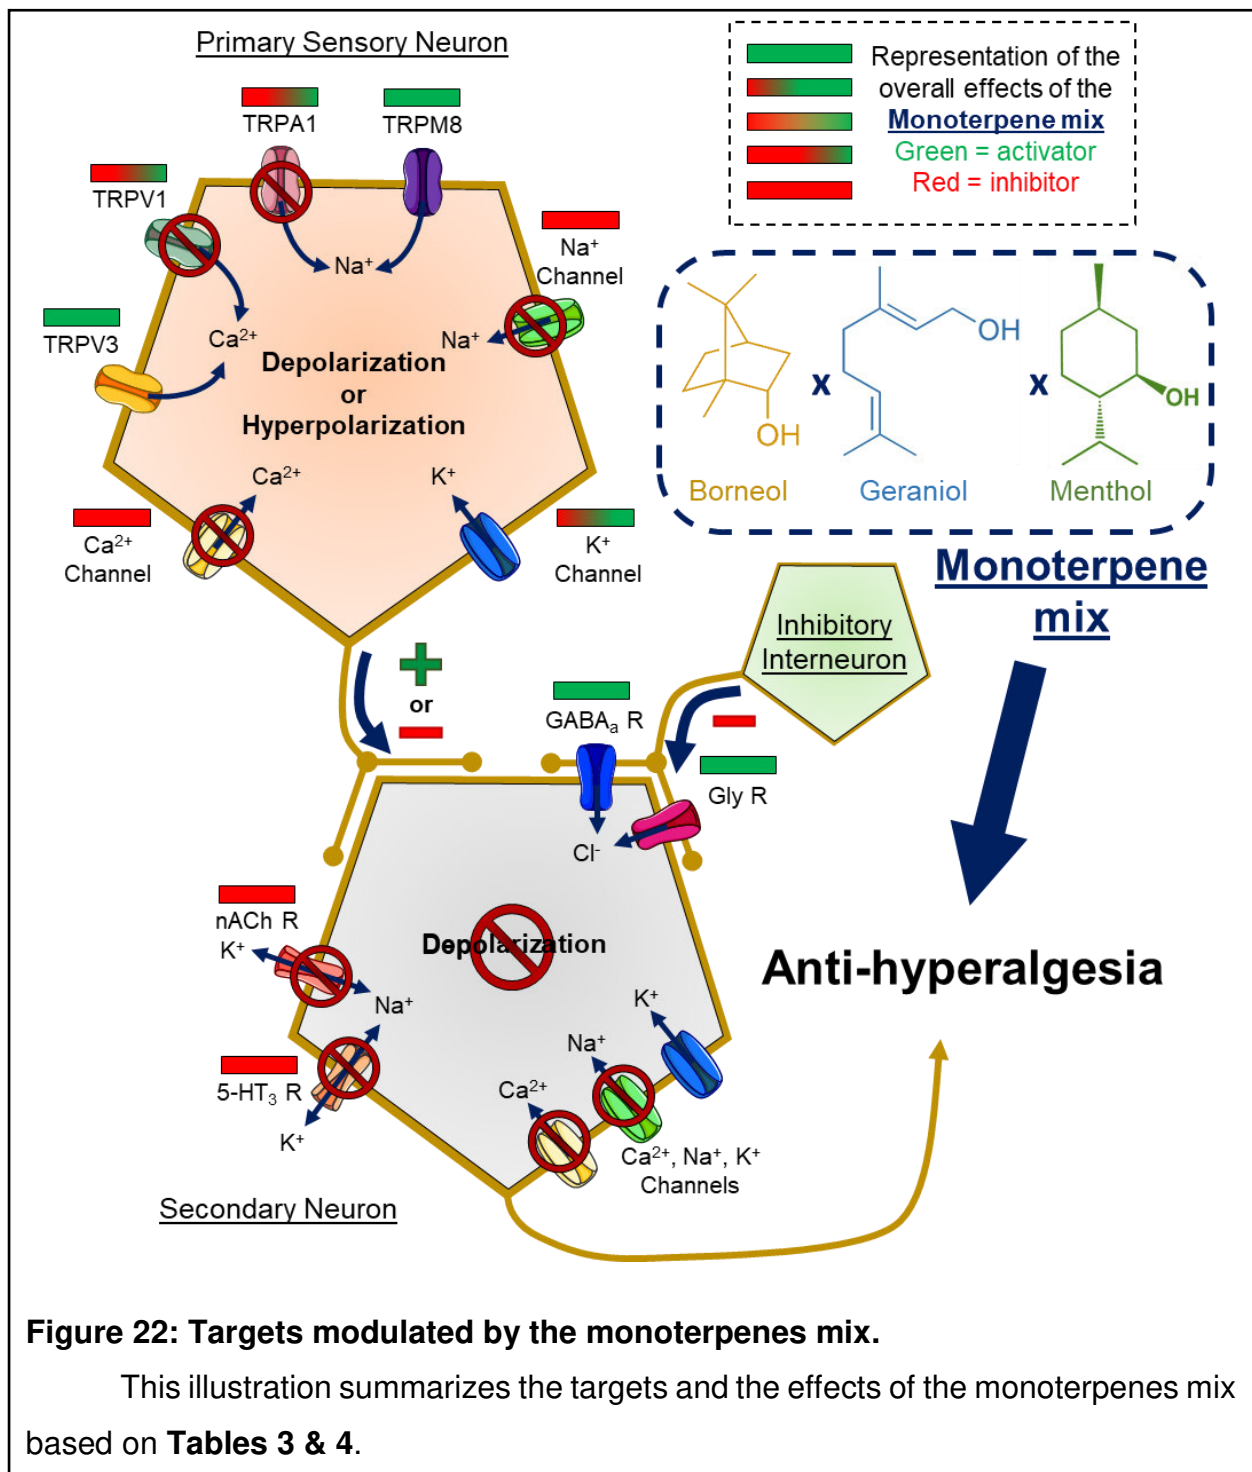 Primary Sensory Neuron
TRPA1
TRPM8
TRPV1
TRPV3
Na⁺
Channel
Na⁺
Ca²⁺
Na⁺
Depolarization
or
Hyperpolarization
Ca²⁺
K⁺
Ca²⁺
Channel
K⁺
Channel
Representation of the
overall effects of the
Monoterpene mix
Green = activator
Red = inhibitor
OH
x
OH
x
OH
Borneol
Geraniol
Menthol
Monoterpene
mix
Inhibitory
Interneuron
+
or
-
GABAₐ R
-
Gly R
Cl⁻
nACh R
K⁺
Na⁺
Depolarization
5-HT₃ R
K⁺
K⁺
Na⁺
Ca²⁺
Ca²⁺, Na⁺, K⁺
Channels
Secondary Neuron
Anti-hyperalgesia
Figure 22: Targets modulated by the monoterpenes mix.
This illustration summarizes the targets and the effects of the monoterpenes mix
based on Tables 3 & 4.